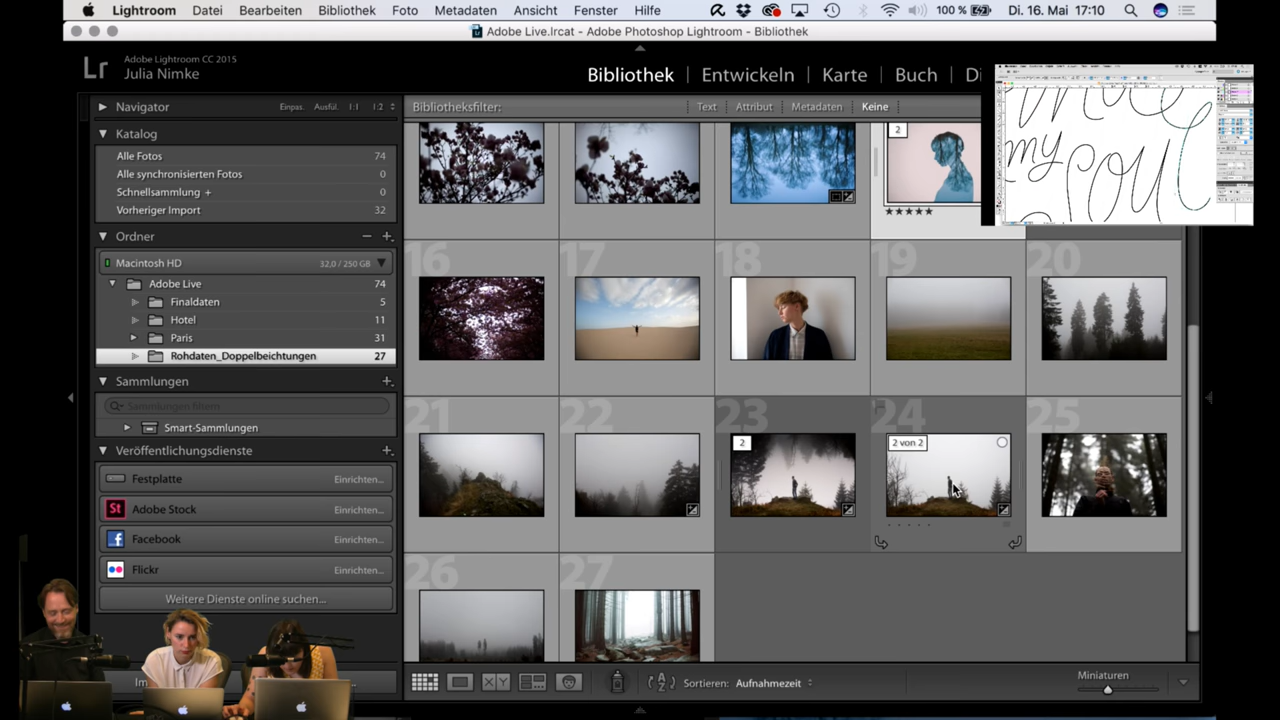 Lightroom Datei Bearbeiten Bibliothek Foto Metadaten Ansicht Fenster Hilfe 100 % Di. 16. Mai 17:10
Adobe Live.lrcat - Adobe Photoshop Lightroom - Bibliothek
Lr Adobe Lightroom CC 2015
Julia Nimke
Bibliothek | Entwickeln | Karte | Buch | Di
Navigator Einpas. Ausfül. 1:1 1:2
Bibliotheksfilter: Text Attribut Metadaten Keine
Katalog
Alle Fotos 74
Alle synchronisierten Fotos 0
Schnellsammlung + 0
Vorheriger Import 32
Ordner
Macintosh HD 32,0 / 250 GB
Adobe Live 74
Finaldaten 5
Hotel 11
Paris 31
Rohdaten_Doppelbeichtungen 27
Sammlungen
Sammlungen filtern
Smart-Sammlungen
Veröffentlichungsdienste
Festplatte Einrichten...
St Adobe Stock Einrichten...
Facebook Einrichten...
Flickr Einrichten...
Weitere Dienste online suchen...
2
16 17 18 19 20
21 22 23 24 25
2 2 von 2
26 27
my
soul
XY Sortieren: Aufnahmezeit
Miniaturen